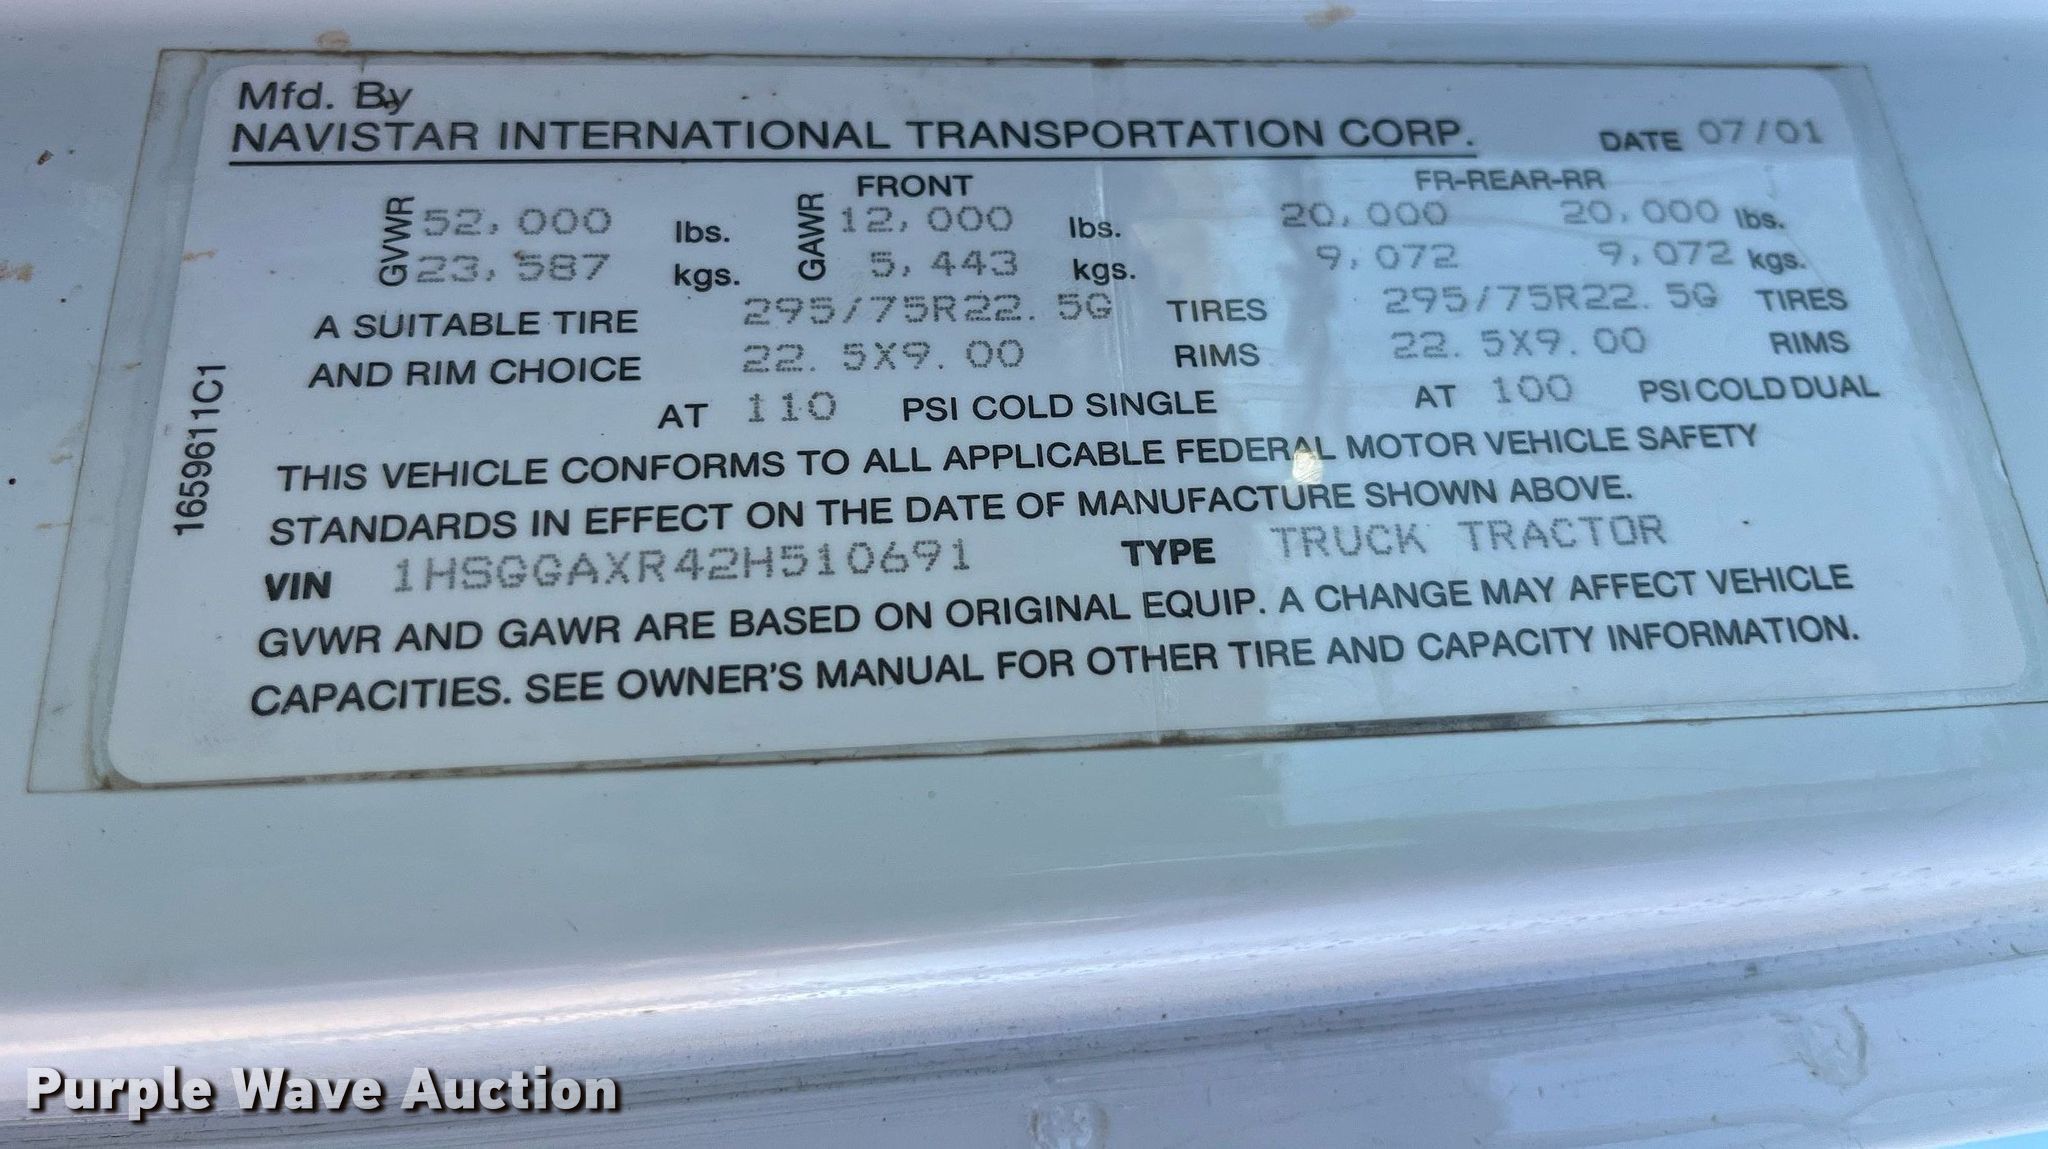 Mfd. By
NAVISTAR INTERNATIONAL TRANSPORTATION CORP. DATE 07/01
FRONT FR-REAR-RR
GVWR 52,000 lbs. GAWR 12,000 lbs. 20,000 20,000 lbs.
23,587 kgs. 5,443 kgs. 9,072 9,072 kgs.
A SUITABLE TIRE 295/75R22.5G TIRES 295/75R22.5G TIRES
AND RIM CHOICE 22.5X9.00 RIMS 22.5X9.00 RIMS
AT 110 PSI COLD SINGLE AT 100 PSI COLD DUAL
THIS VEHICLE CONFORMS TO ALL APPLICABLE FEDERAL MOTOR VEHICLE SAFETY
STANDARDS IN EFFECT ON THE DATE OF MANUFACTURE SHOWN ABOVE.
VIN 1HSGGAXR42H510691 TYPE TRUCK TRACTOR
GVWR AND GAWR ARE BASED ON ORIGINAL EQUIP. A CHANGE MAY AFFECT VEHICLE
CAPACITIES. SEE OWNER'S MANUAL FOR OTHER TIRE AND CAPACITY INFORMATION.
1659611C1
Purple Wave Auction